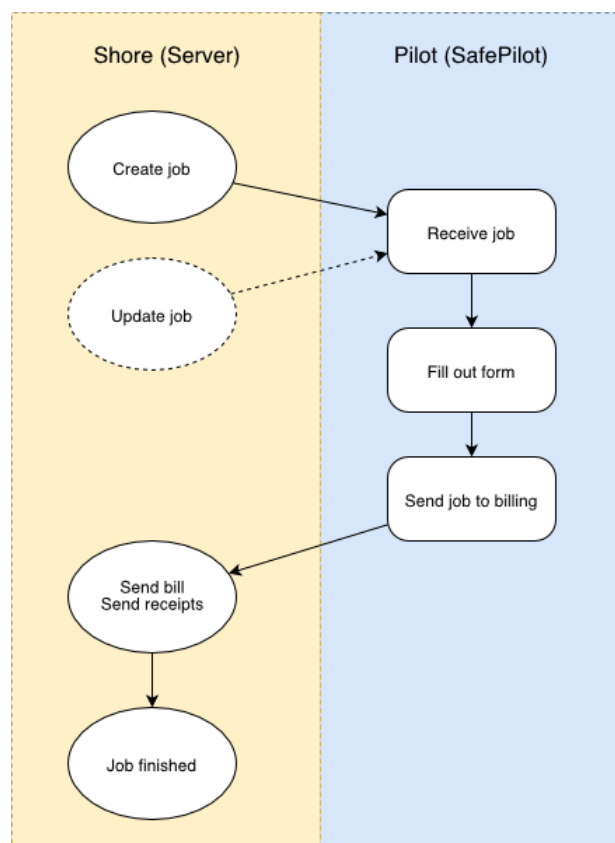 Shore (Server)
Pilot (SafePilot)
Create job
Receive job
Update job
Fill out form
Send job to billing
Send bill
Send receipts
Job finished